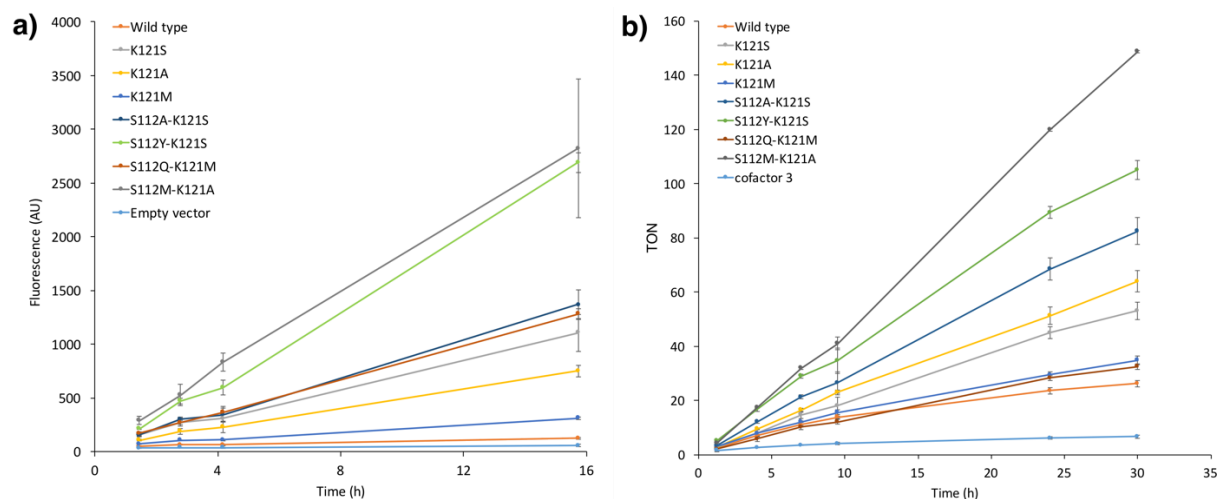 a)
Fluorescence (AU)
4000
3500
3000
2500
2000
1500
1000
500
0
Wild type
K121S
K121A
K121M
S112A-K121S
S112Y-K121S
S112Q-K121M
S112M-K121A
Empty vector
0 4 8 12 16
Time (h)
b)
TON
160
140
120
100
80
60
40
20
0
Wild type
K121S
K121A
K121M
S112A-K121S
S112Y-K121S
S112Q-K121M
S112M-K121A
cofactor 3
0 5 10 15 20 25 30 35
Time (h)